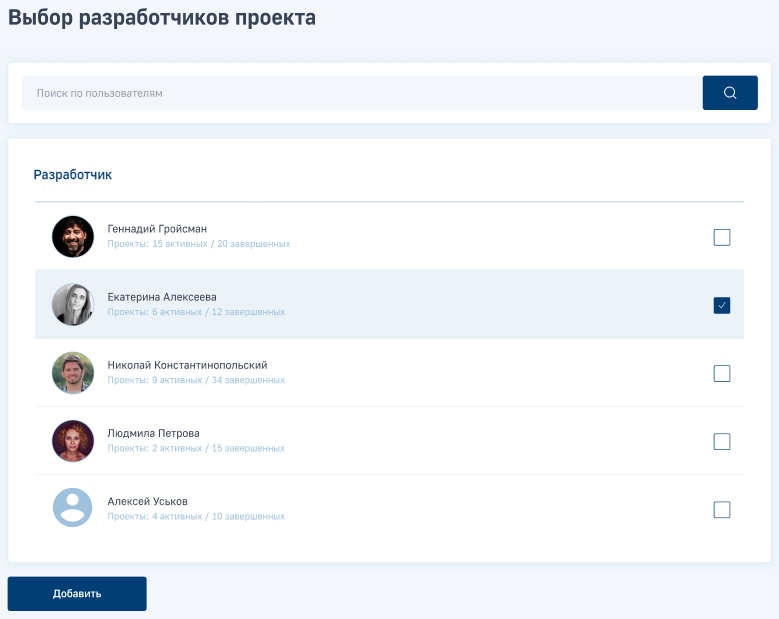 Выбор разработчиков проекта
Поиск по пользователям
Разработчик
Геннадий Гройсман
Проекты: 15 активных / 20 завершенных
Екатерина Алексеева
Проекты: 6 активных / 12 завершенных
Николай Константинопольский
Проекты: 9 активных / 34 завершенных
Людмила Петрова
Проекты: 2 активных / 15 завершенных
Алексей Уськов
Проекты: 4 активных / 10 завершенных
Добавить